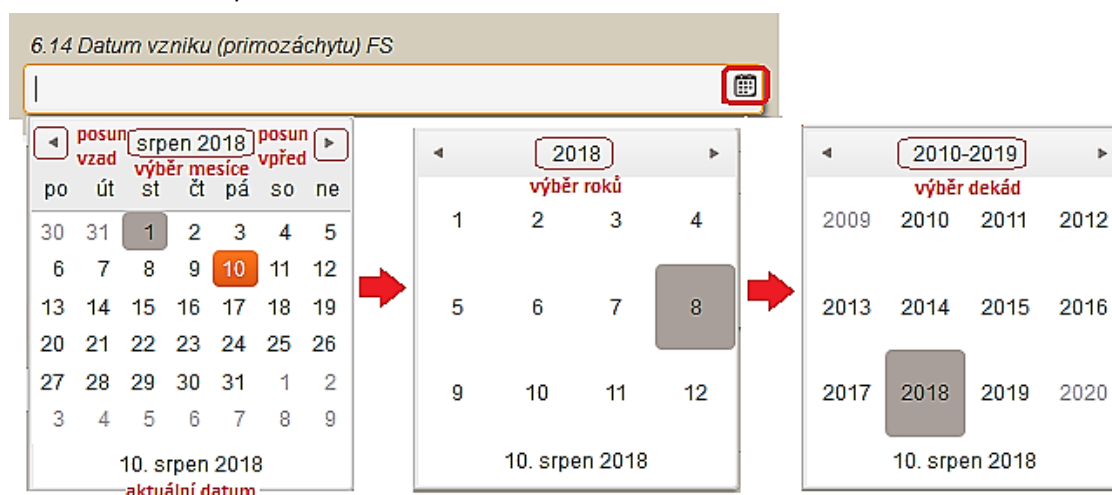 6.14 Datum vzniku (primozáchytu) FS
posun vzad srpen 2018 posun vpřed
výběr mesíce
po út st čt pá so ne
30 31 1 2 3 4 5
6 7 8 9 10 11 12
13 14 15 16 17 18 19
20 21 22 23 24 25 26
27 28 29 30 31 1 2
3 4 5 6 7 8 9
10. srpen 2018
aktuální datum
2018
výběr roků
1 2 3 4
5 6 7 8
9 10 11 12
10. srpen 2018
2010-2019
výběr dekád
2009 2010 2011 2012
2013 2014 2015 2016
2017 2018 2019 2020
10. srpen 2018